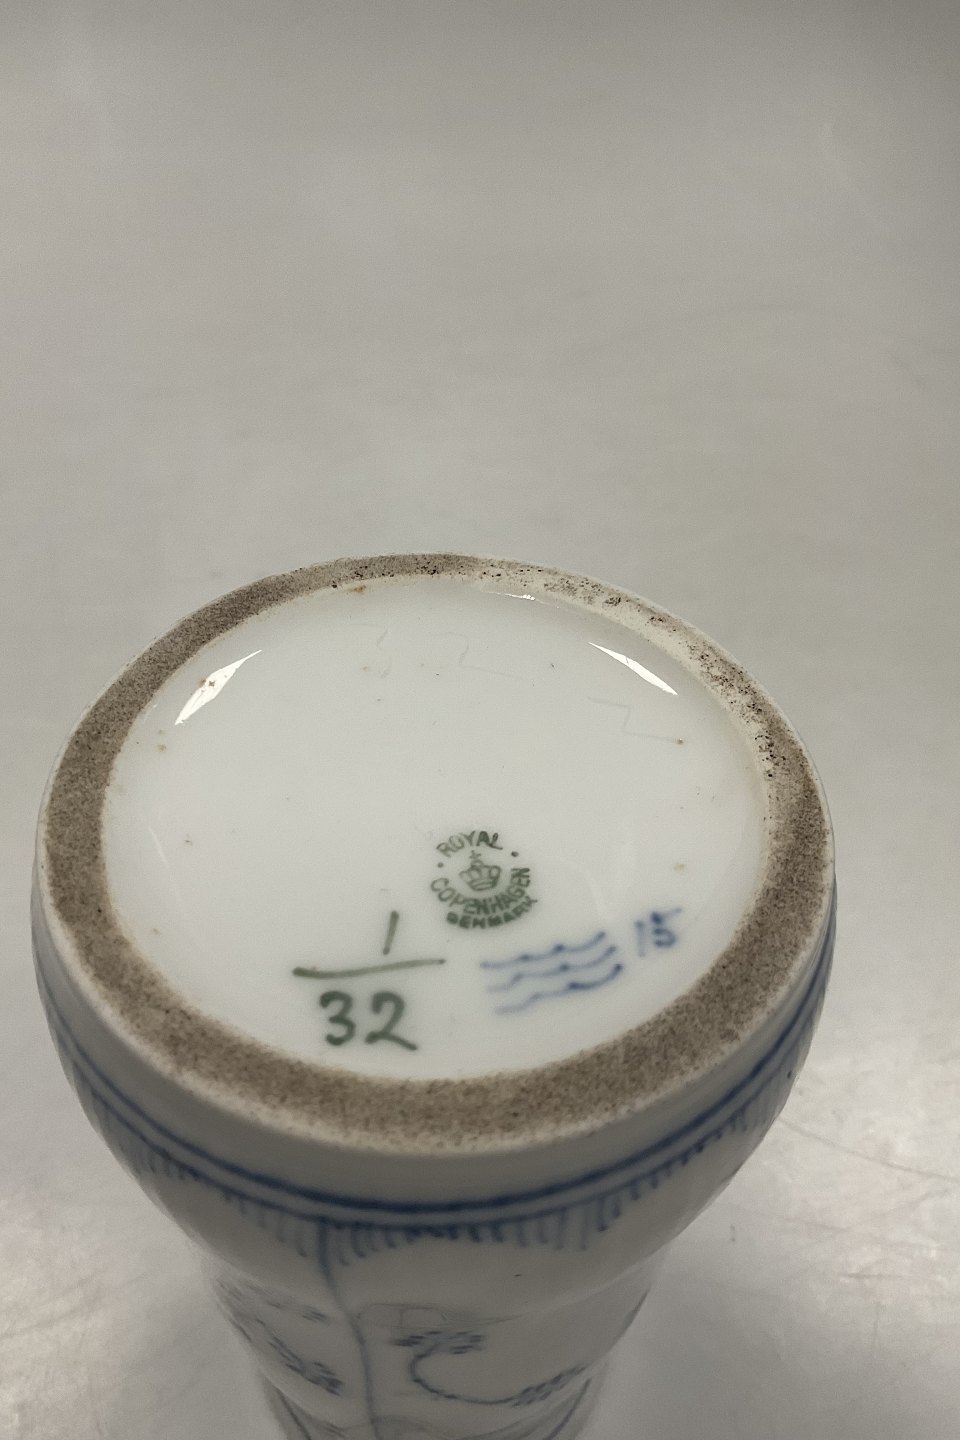 ROYAL
COPENHAGEN
DENMARK
1
32
15